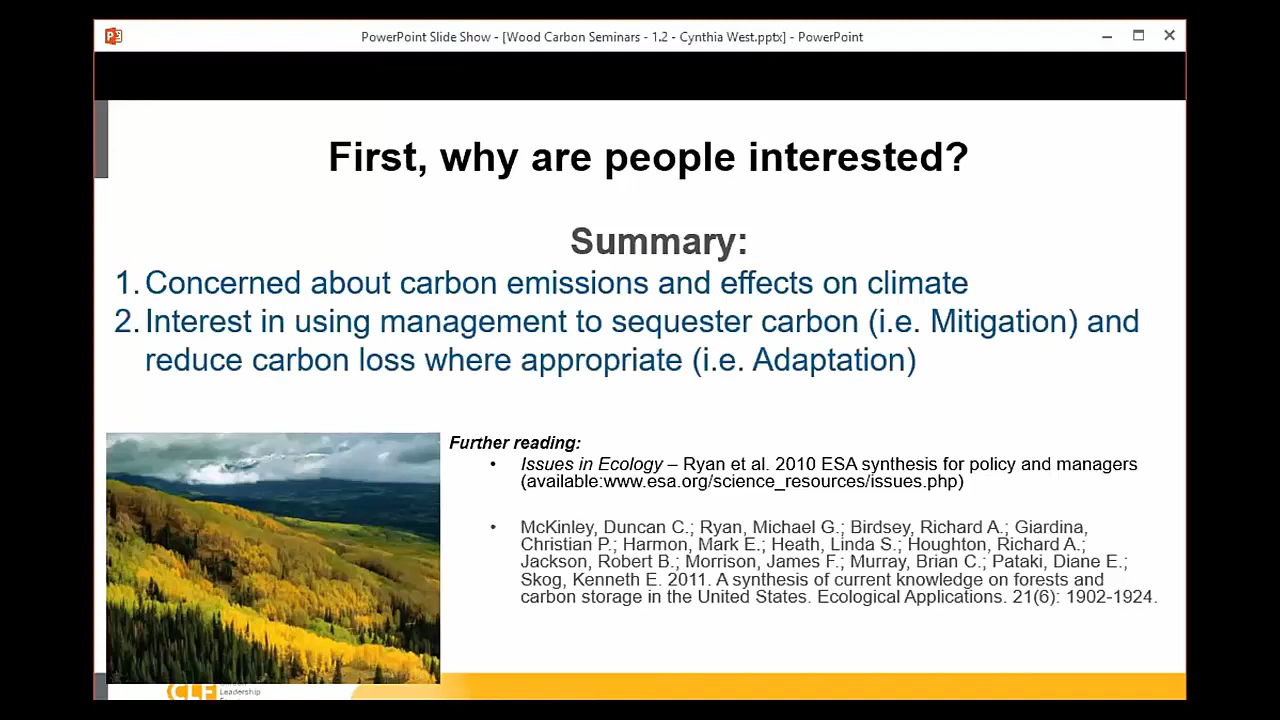 PowerPoint Slide Show - [Wood Carbon Seminars - 1.2 - Cynthia West.pptx] - PowerPoint
First, why are people interested?
Summary:
1. Concerned about carbon emissions and effects on climate
2. Interest in using management to sequester carbon (i.e. Mitigation) and
reduce carbon loss where appropriate (i.e. Adaptation)
Further reading:
• Issues in Ecology – Ryan et al. 2010 ESA synthesis for policy and managers
(available:www.esa.org/science_resources/issues.php)
• McKinley, Duncan C.; Ryan, Michael G.; Birdsey, Richard A.; Giardina,
Christian P.; Harmon, Mark E.; Heath, Linda S.; Houghton, Richard A.;
Jackson, Robert B.; Morrison, James F.; Murray, Brian C.; Pataki, Diane E.;
Skog, Kenneth E. 2011. A synthesis of current knowledge on forests and
carbon storage in the United States. Ecological Applications. 21(6): 1902-1924.
CLF
Leadership